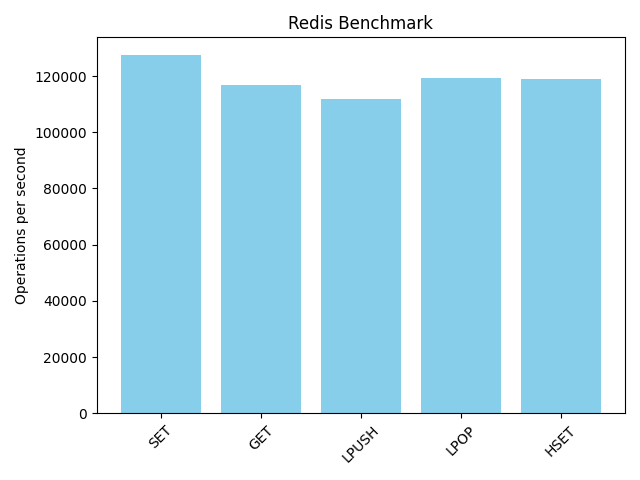 Redis Benchmark
Operations per second
120000
100000
80000
60000
40000
20000
0
SET
GET
LPUSH
LPOP
HSET